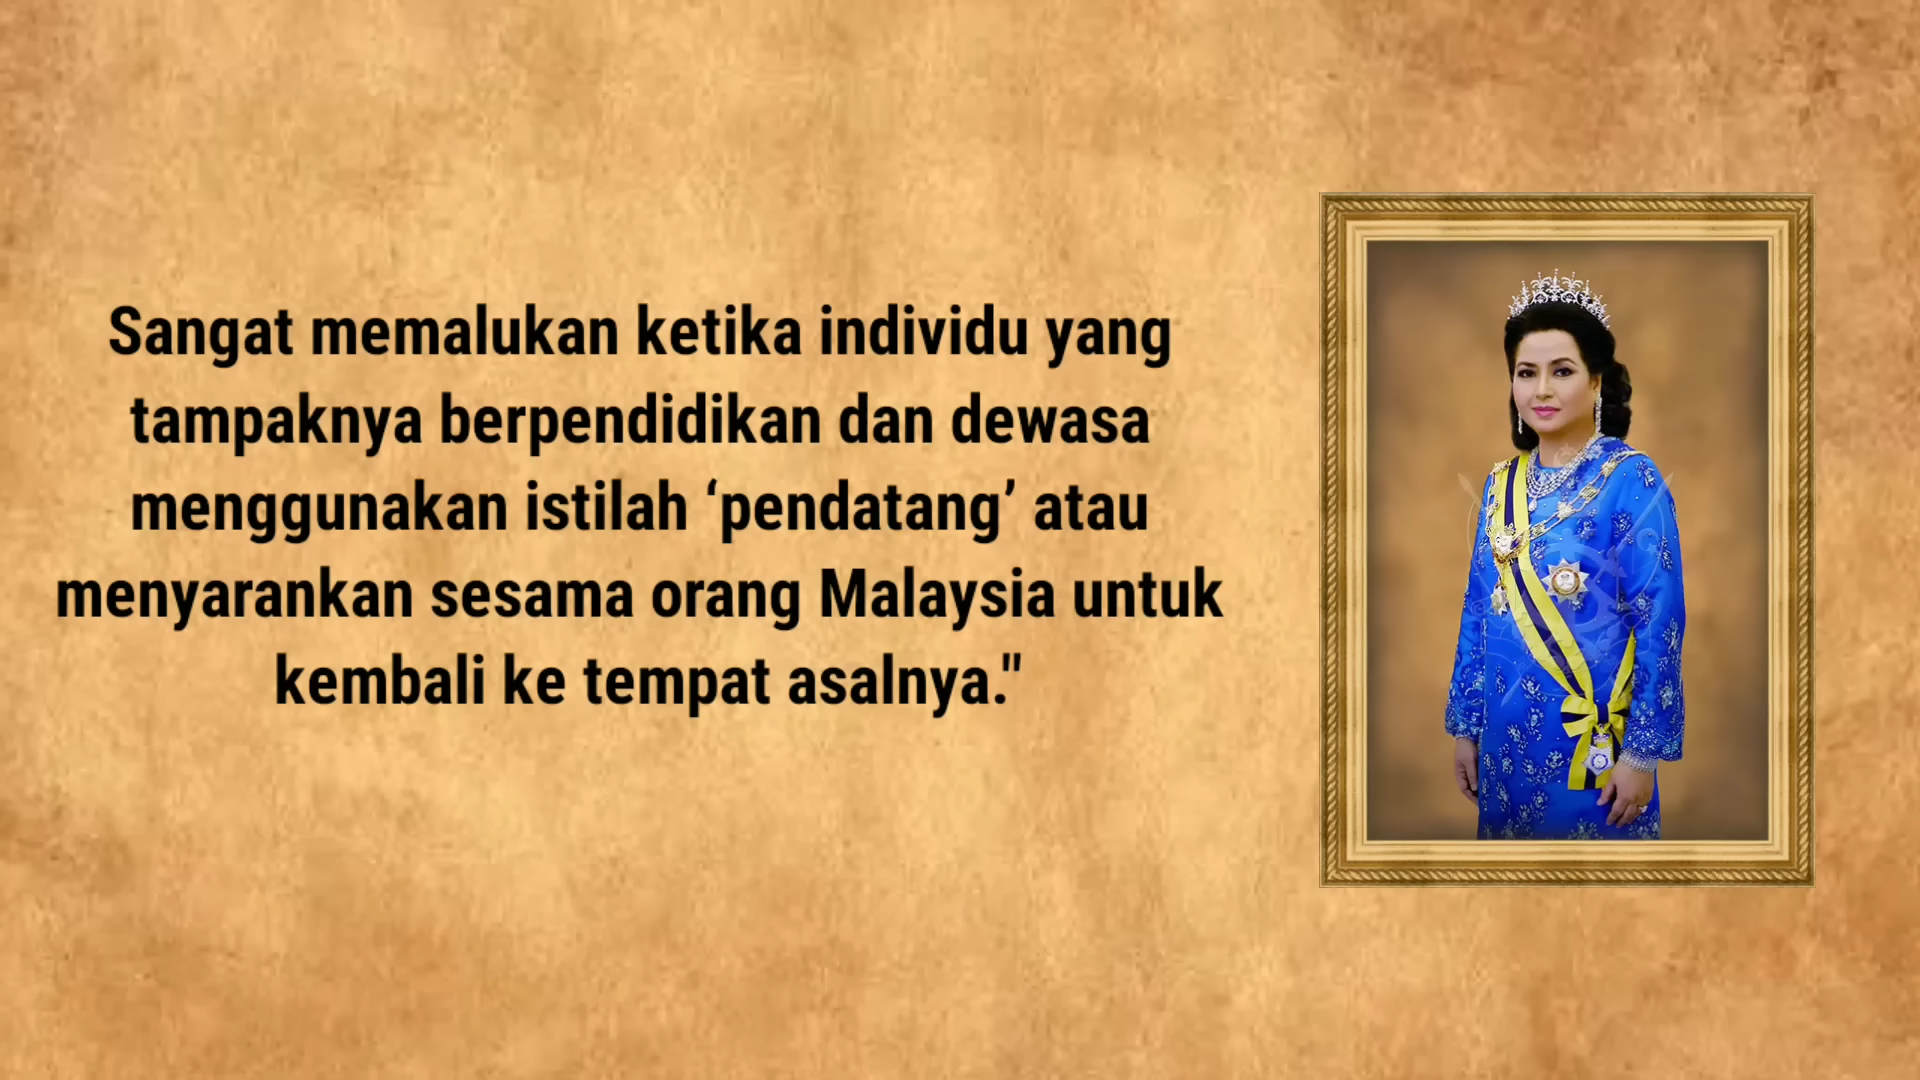 Sangat memalukan ketika individu yang
tampaknya berpendidikan dan dewasa
menggunakan istilah ‘pendatang’ atau
menyarankan sesama orang Malaysia untuk
kembali ke tempat asalnya."